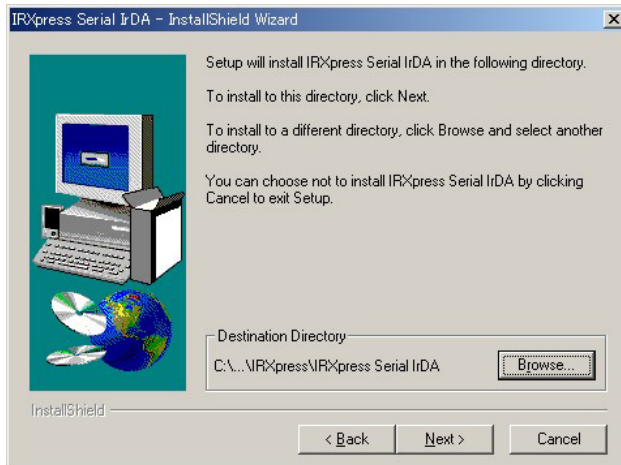 IRXpress Serial IrDA - InstallShield Wizard
Setup will install IRXpress Serial IrDA in the following directory.
To install to this directory, click Next.
To install to a different directory, click Browse and select another
directory.
You can choose not to install IRXpress Serial IrDA by clicking
Cancel to exit Setup.
Destination Directory
C:\...\IRXpress\IRXpress Serial IrDA
Browse...
InstallShield
< Back
Next >
Cancel